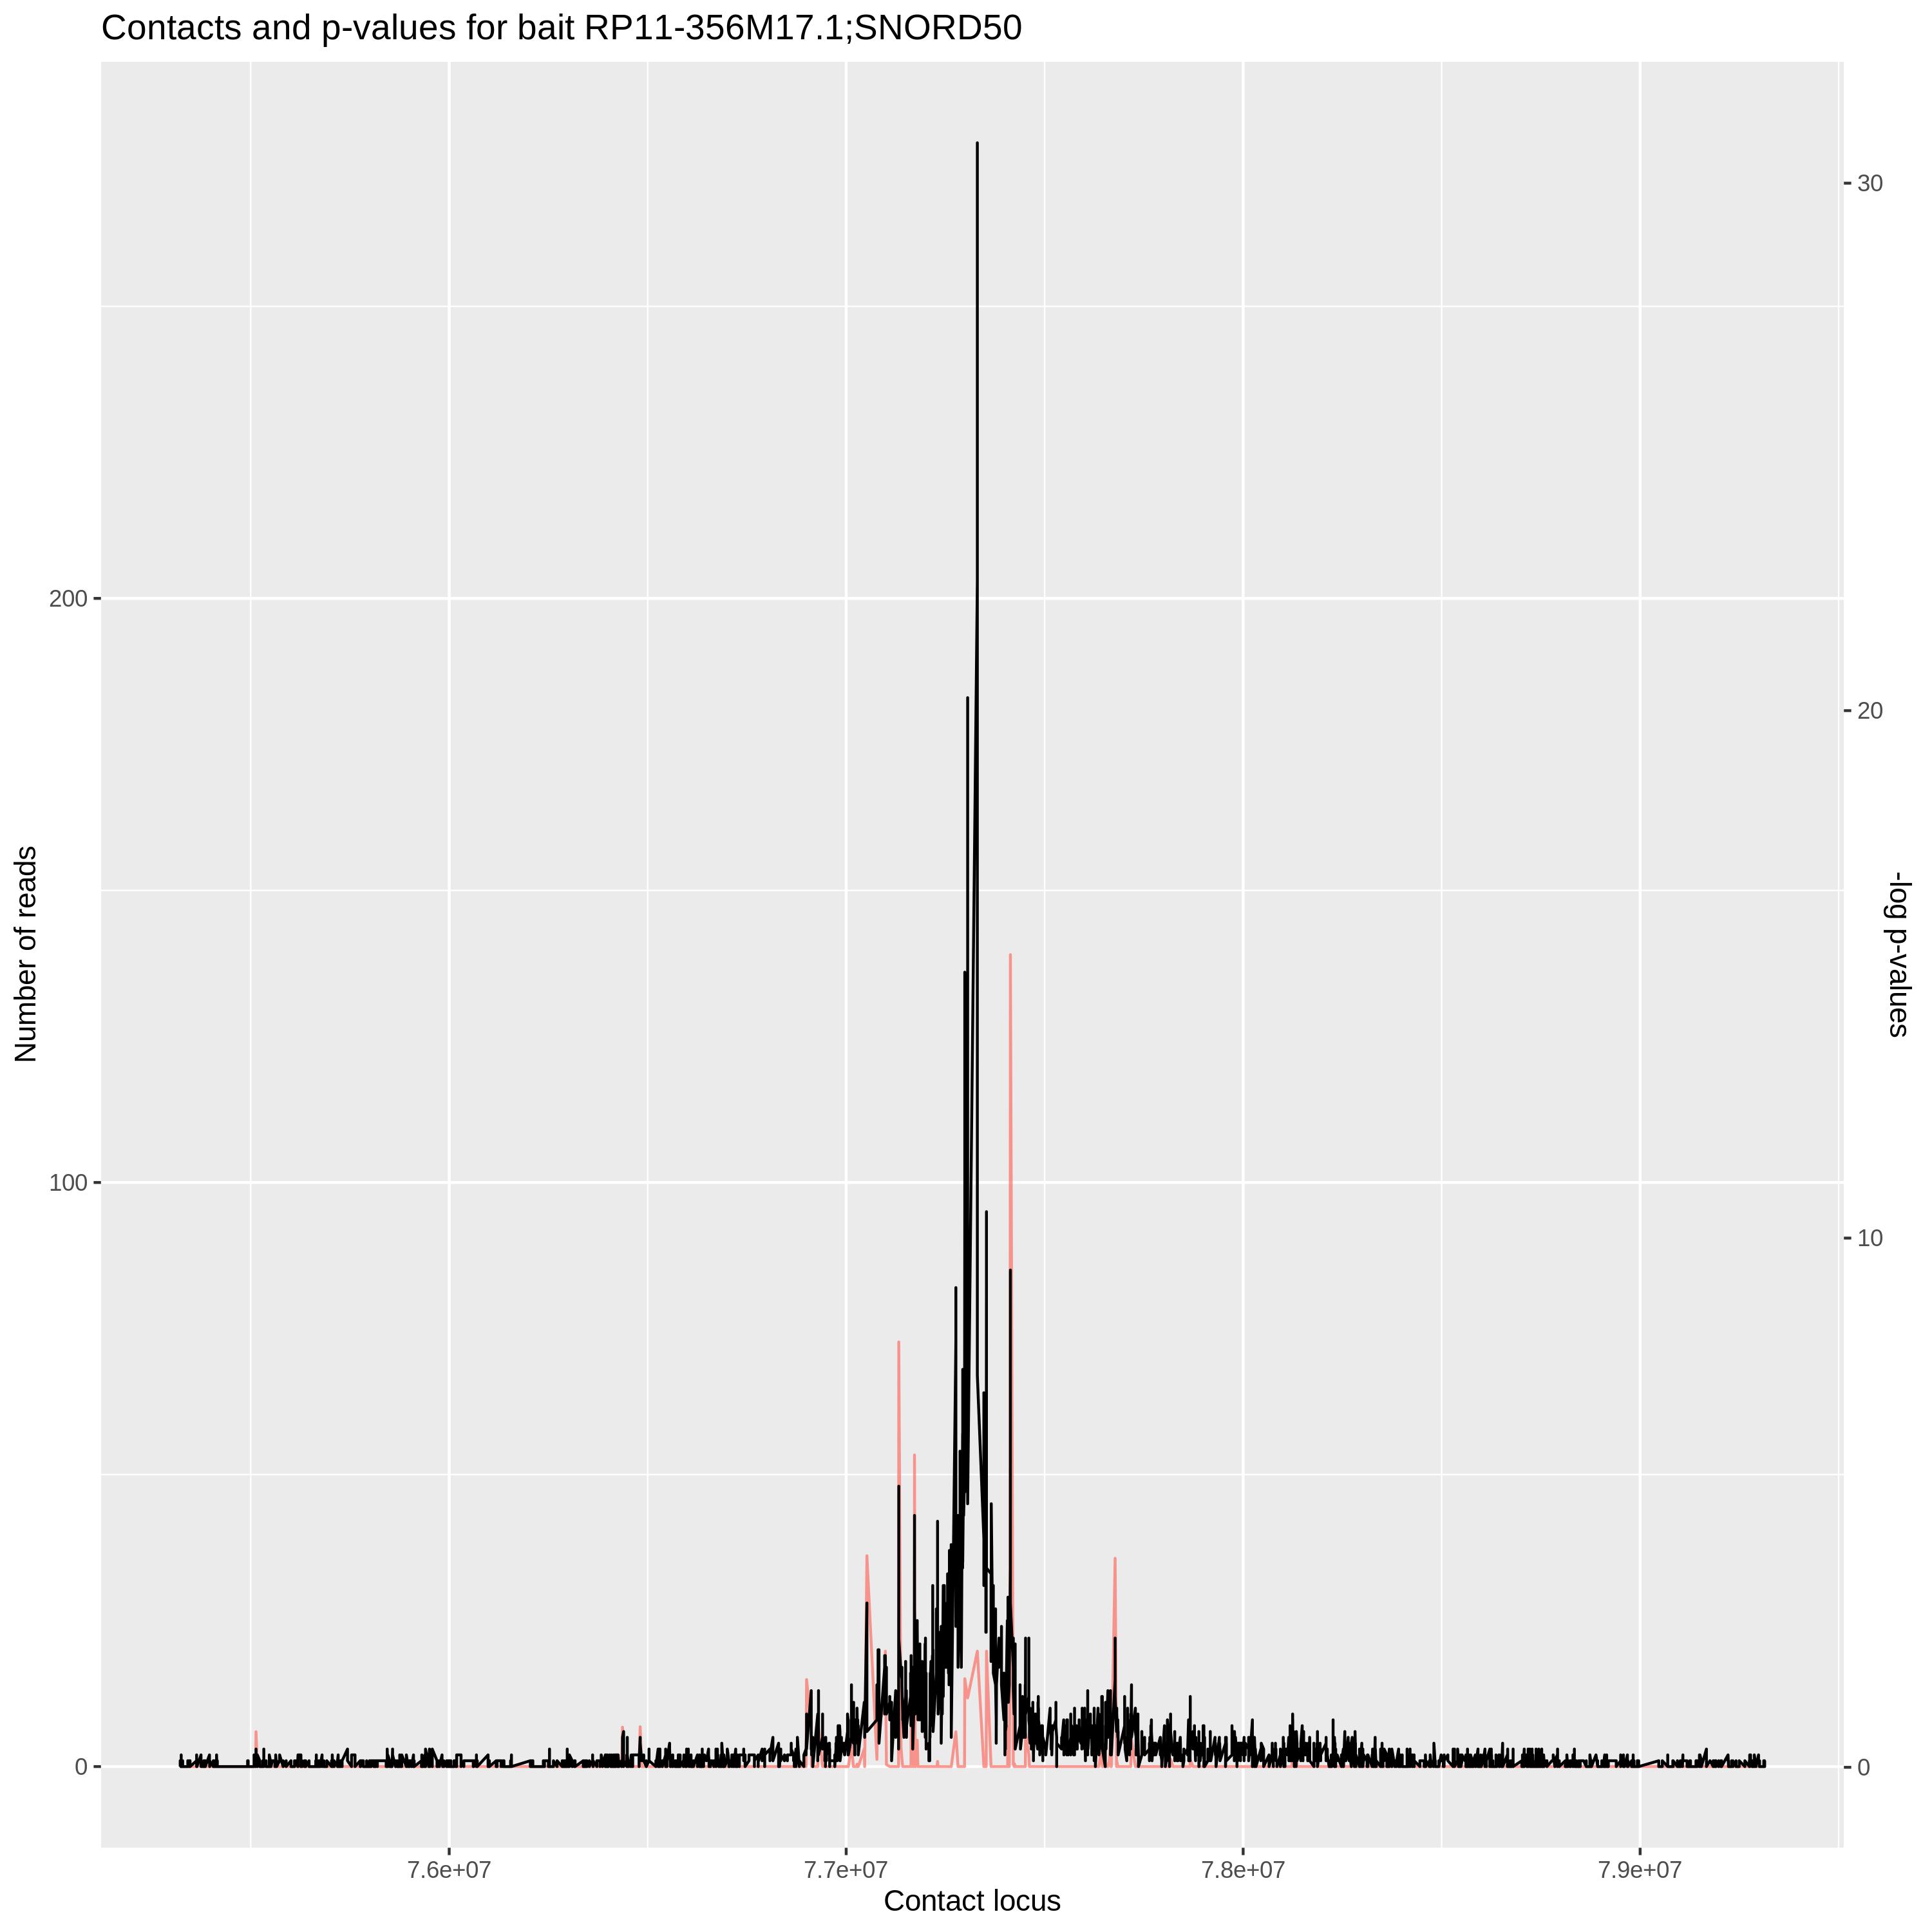 Contacts and p-values for bait RP11-356M17.1;SNORD50
Number of reads
200
100
0
30
20
10
0
-log p-values
7.6e+07 7.7e+07 7.8e+07 7.9e+07
Contact locus